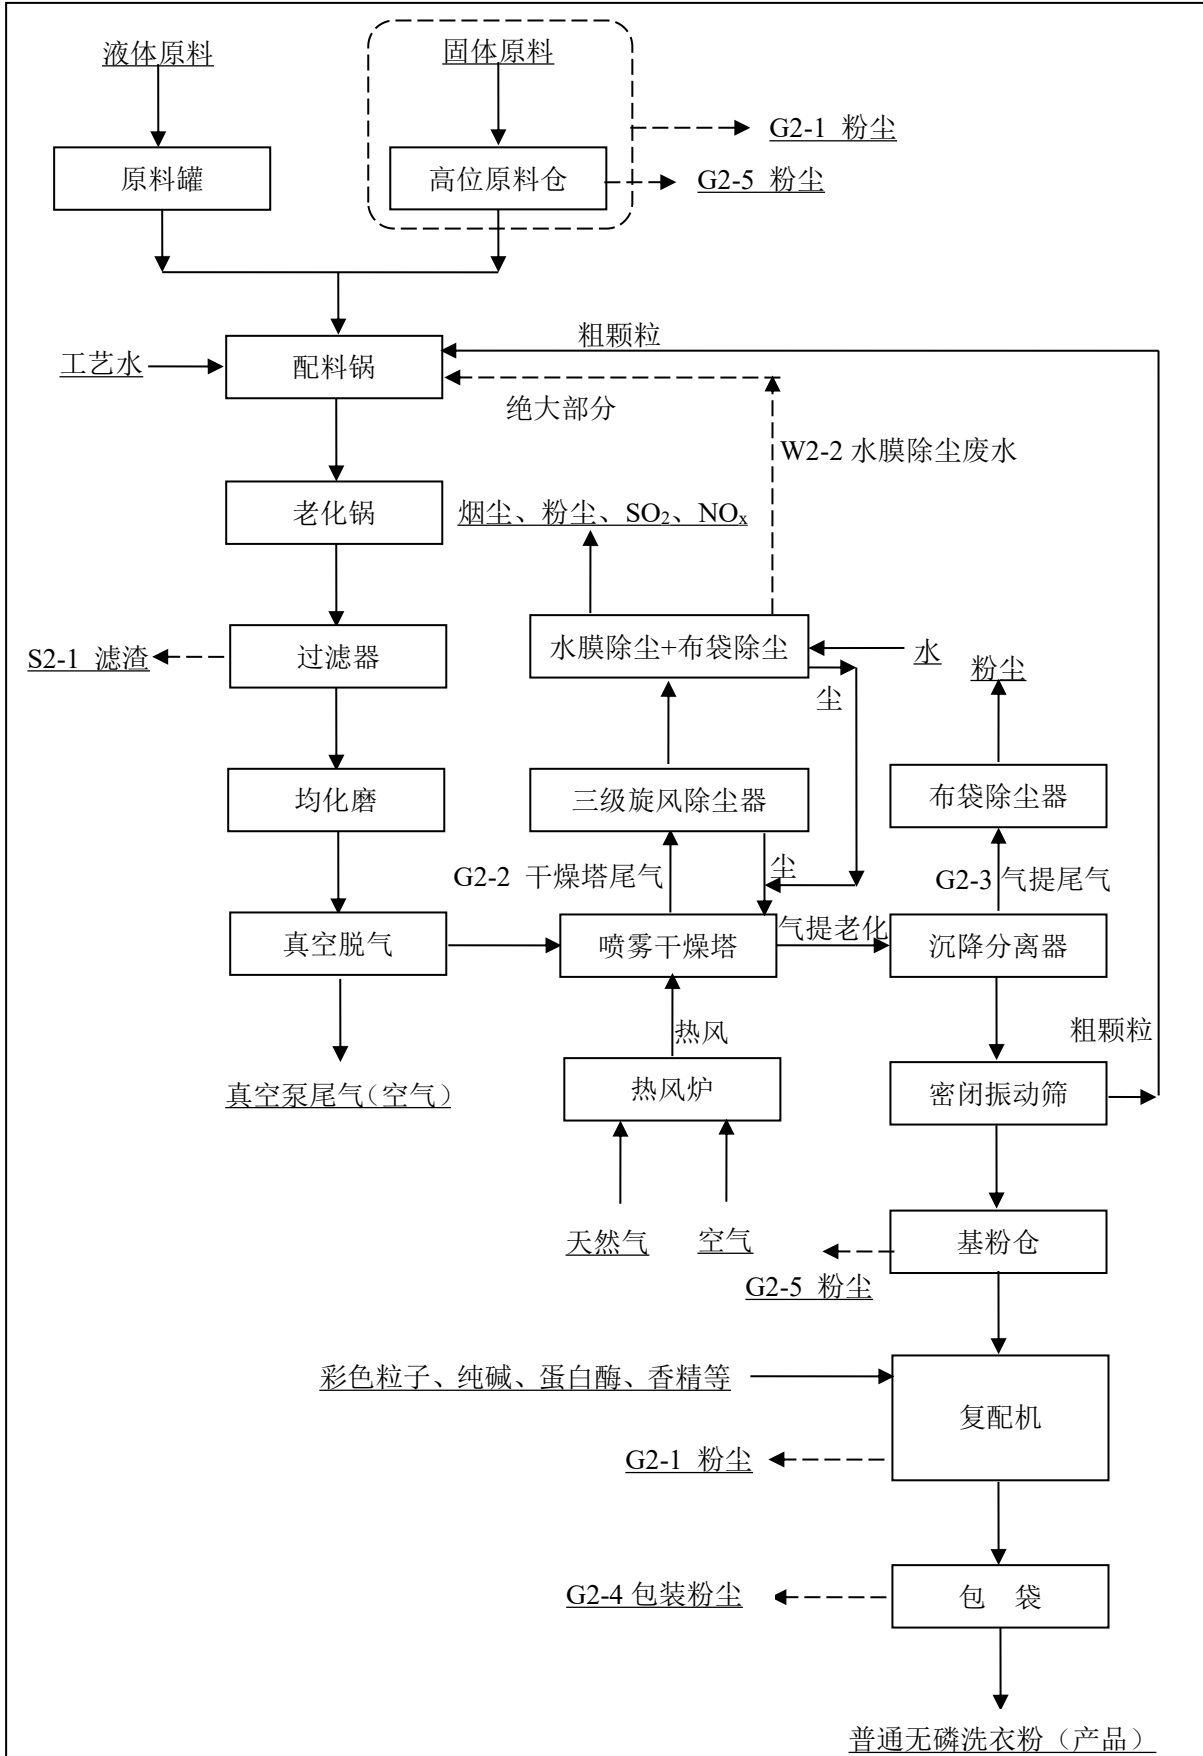 液体原料
固体原料
G2-1 粉尘
原料罐
高位原料仓
G2-5 粉尘
粗颗粒
工艺水
配料锅
绝大部分
W2-2 水膜除尘废水
老化锅
烟尘、粉尘、SO₂、NOₓ
S2-1 滤渣
过滤器
水膜除尘+布袋除尘
水
粉尘
尘
均化磨
三级旋风除尘器
布袋除尘器
G2-2 干燥塔尾气
尘
G2-3 气提尾气
真空脱气
喷雾干燥塔
气提老化
沉降分离器
热风
粗颗粒
真空泵尾气（空气）
热风炉
密闭振动筛
天然气
空气
基粉仓
G2-5 粉尘
彩色粒子、纯碱、蛋白酶、香精等
复配机
G2-1 粉尘
G2-4 包装粉尘
包 袋
普通无磷洗衣粉（产品）